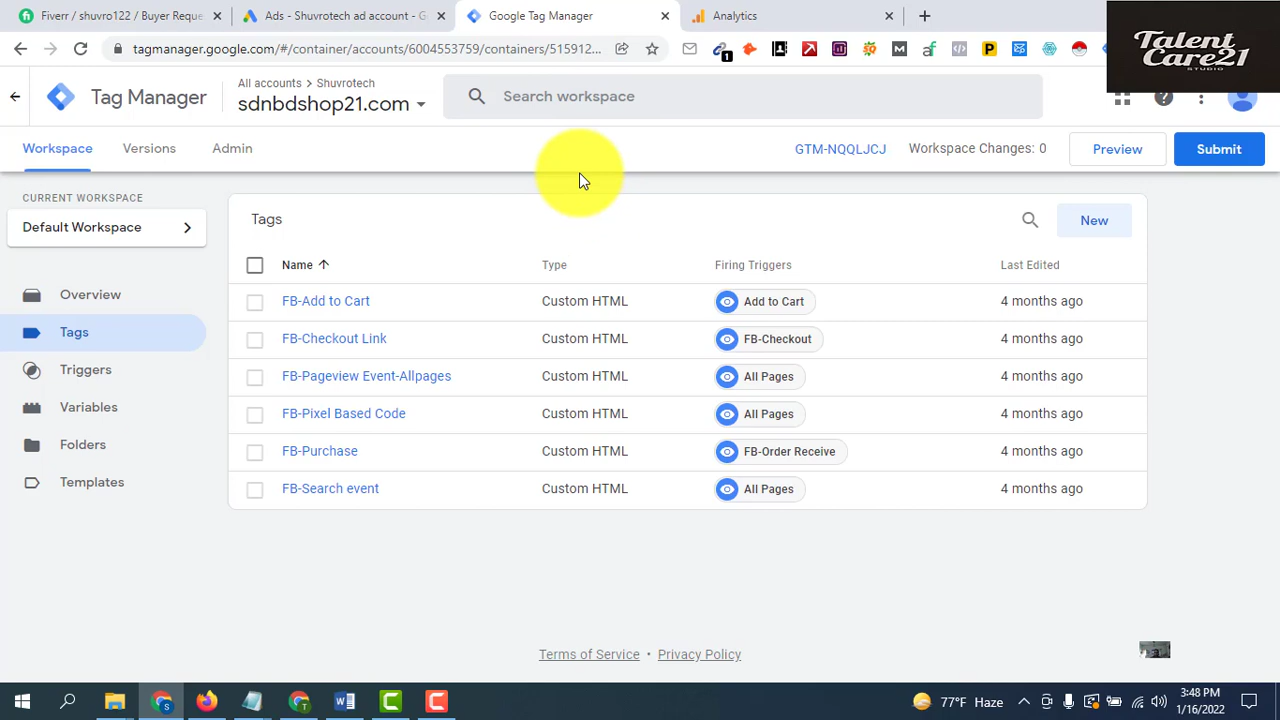 Fiverr / shuvro122 / Buyer Reque
Ads - Shuvrotech ad account - G
Google Tag Manager
Analytics
tagmanager.google.com/#/container/accounts/6004553759/containers/515912...
1
Talent
Care21
STUDIO
Tag Manager
All accounts > Shuvrotech
sdnbdshop21.com
Search workspace
Workspace
Versions
Admin
GTM-NQQLJCJ
Workspace Changes: 0
Preview
Submit
CURRENT WORKSPACE
Default Workspace
Overview
Tags
Triggers
Variables
Folders
Templates
Tags
New
Name Type Firing Triggers Last Edited
FB-Add to Cart Custom HTML Add to Cart 4 months ago
FB-Checkout Link Custom HTML FB-Checkout 4 months ago
FB-Pageview Event-Allpages Custom HTML All Pages 4 months ago
FB-Pixel Based Code Custom HTML All Pages 4 months ago
FB-Purchase Custom HTML FB-Order Receive 4 months ago
FB-Search event Custom HTML All Pages 4 months ago
Terms of Service • Privacy Policy
77°F Haze
3:48 PM
1/16/2022